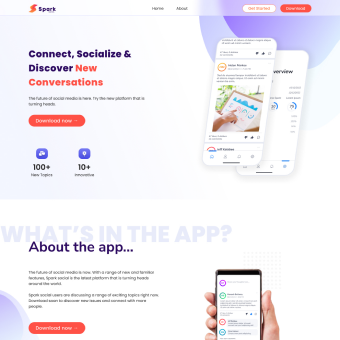 Spark
Home
About
Get Started
Download
Connect, Socialize &
Discover New
Conversations
The future of social media is now. Try the new platform that is
turning heads.
Download now →
100+
New Topics
10+
Innovative
WHAT'S IN THE APP?
About the app...
The future of social media is now. With a range of new and familiar
features, Spark social is the latest platform that is turning heads
around the world.
Spark social users are discussing a range of exciting topics right now.
Download soon to discover new issues and connect with more
people.
Download now →